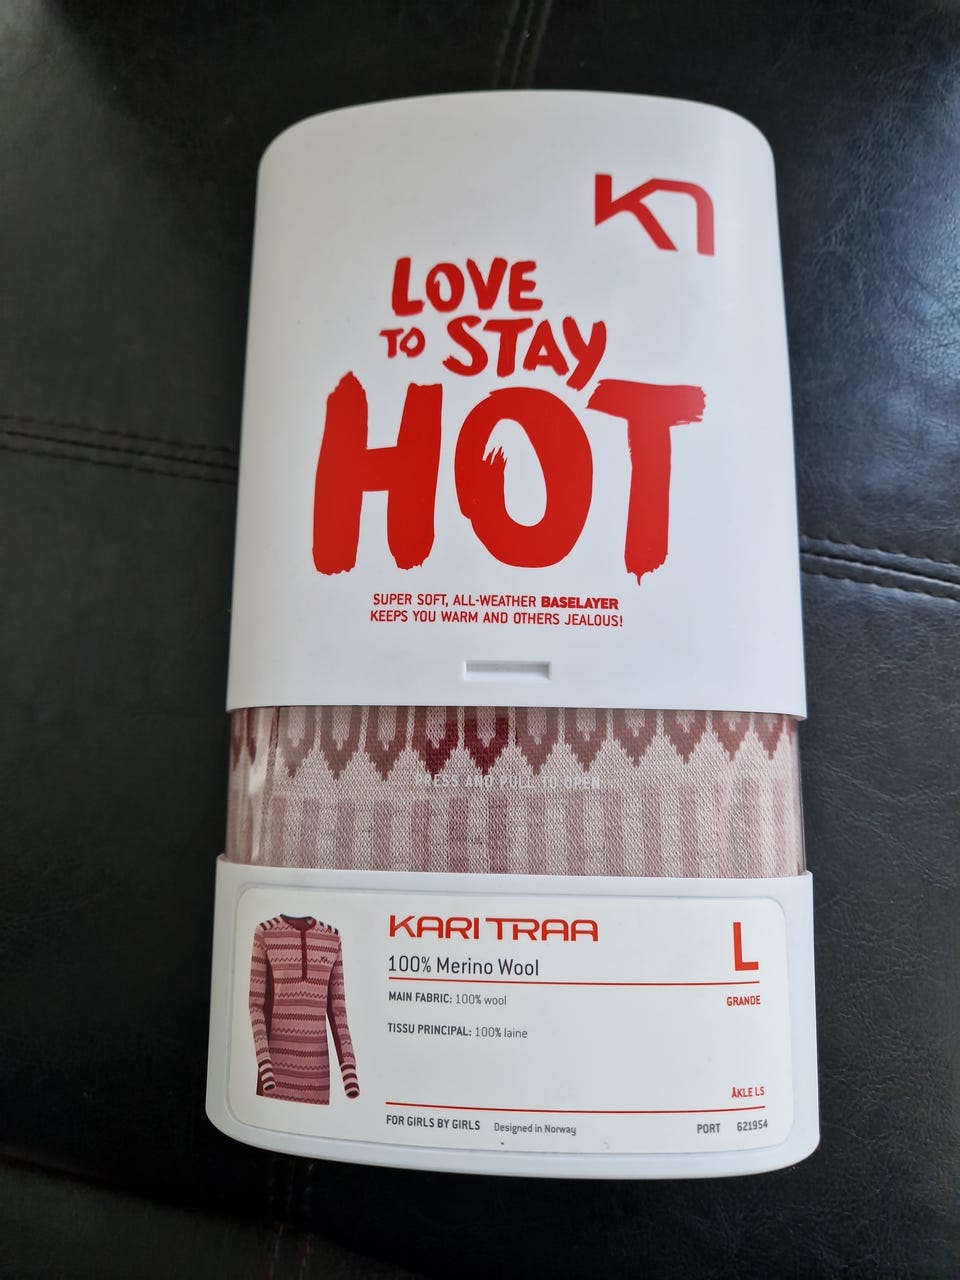 LOVE
TO STAY
HOT
SUPER SOFT, ALL-WEATHER BASELAYER
KEEPS YOU WARM AND OTHERS JEALOUS!
PRESS AND PULL TO OPEN
KARI TRAA
L
100% Merino Wool
MAIN FABRIC: 100% wool
GRANDE
TISSU PRINCIPAL: 100% laine
ÅKLE LS
FOR GIRLS BY GIRLS Designed in Norway PORT 621954